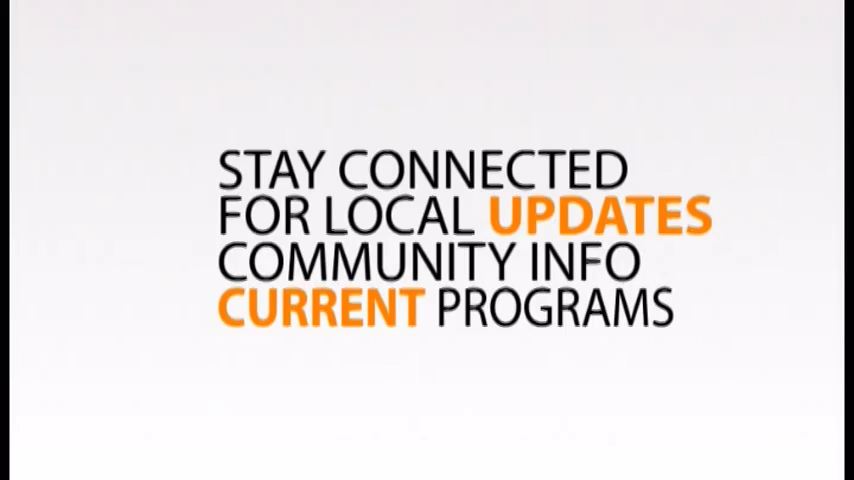 STAY CONNECTED
FOR LOCAL UPDATES
COMMUNITY INFO
CURRENT PROGRAMS